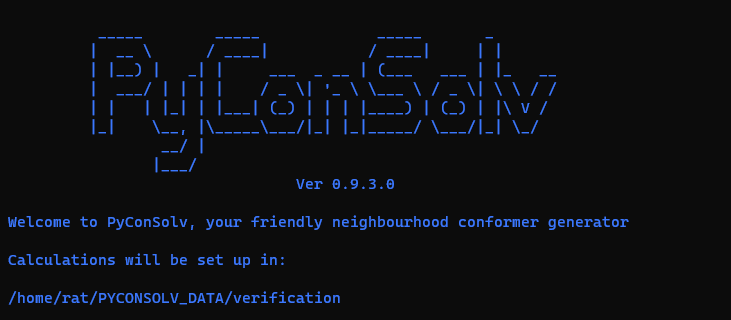 PyConSolv
Ver 0.9.3.0
Welcome to PyConSolv, your friendly neighbourhood conformer generator
Calculations will be set up in:
/home/rat/PYCONSOLV_DATA/verification